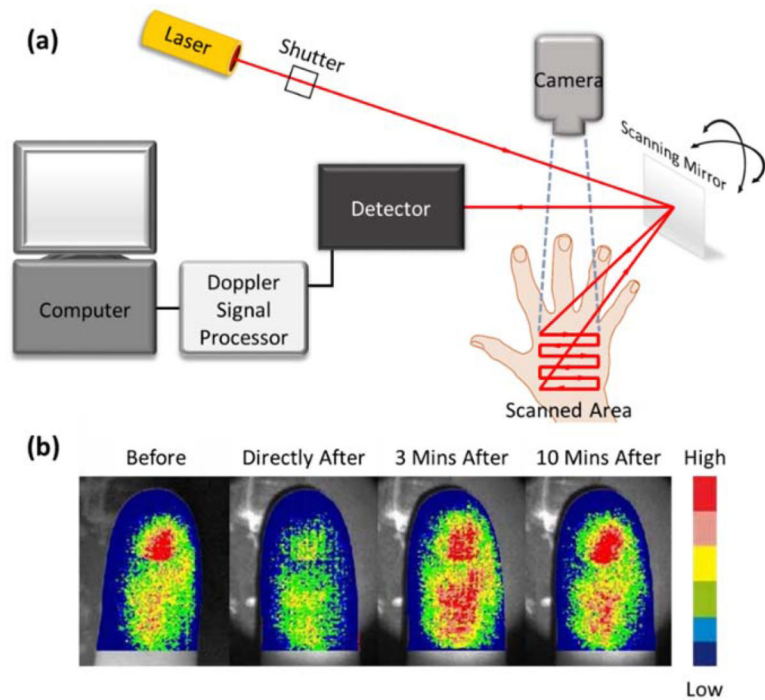 (a)
Laser
Shutter
Camera
Scanning Mirror
Detector
Computer
Doppler
Signal
Processor
Scanned Area
(b)
Before
Directly After
3 Mins After
10 Mins After
High
Low